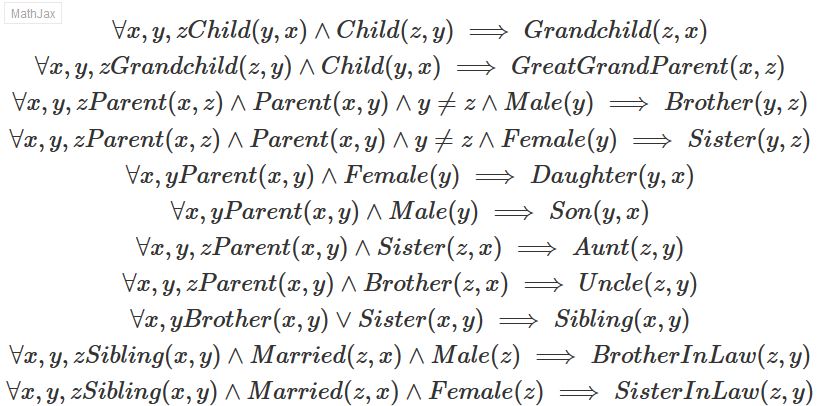 MathJax
∀x, y, zChild(y, x) ∧ Child(z, y) ⟹ Grandchild(z, x)
∀x, y, zGrandchild(z, y) ∧ Child(y, x) ⟹ GreatGrandParent(x, z)
∀x, y, zParent(x, z) ∧ Parent(x, y) ∧ y ≠ z ∧ Male(y) ⟹ Brother(y, z)
∀x, y, zParent(x, z) ∧ Parent(x, y) ∧ y ≠ z ∧ Female(y) ⟹ Sister(y, z)
∀x, yParent(x, y) ∧ Female(y) ⟹ Daughter(y, x)
∀x, yParent(x, y) ∧ Male(y) ⟹ Son(y, x)
∀x, y, zParent(x, y) ∧ Sister(z, x) ⟹ Aunt(z, y)
∀x, y, zParent(x, y) ∧ Brother(z, x) ⟹ Uncle(z, y)
∀x, yBrother(x, y) ∨ Sister(x, y) ⟹ Sibling(x, y)
∀x, y, zSibling(x, y) ∧ Married(z, x) ∧ Male(z) ⟹ BrotherInLaw(z, y)
∀x, y, zSibling(x, y) ∧ Married(z, x) ∧ Female(z) ⟹ SisterInLaw(z, y)